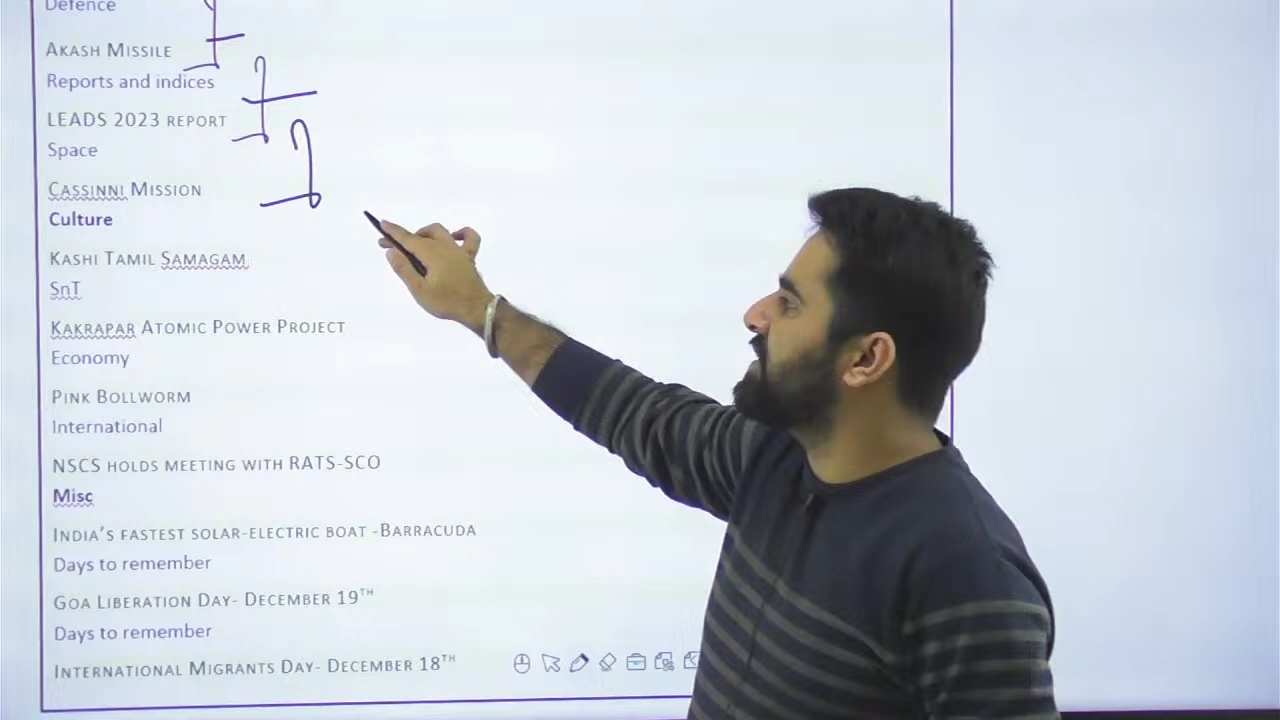 Defence
AKASH MISSILE
Reports and indices
LEADS 2023 REPORT
Space
CASSINNI MISSION
Culture
KASHI TAMIL SAMAGAM
SnT
KAKRAPAR ATOMIC POWER PROJECT
Economy
PINK BOLLWORM
International
NSCS HOLDS MEETING WITH RATS-SCO
Misc
INDIA'S FASTEST SOLAR-ELECTRIC BOAT -BARRACUDA
Days to remember
GOA LIBERATION DAY- DECEMBER 19TH
Days to remember
INTERNATIONAL MIGRANTS DAY- DECEMBER 18TH